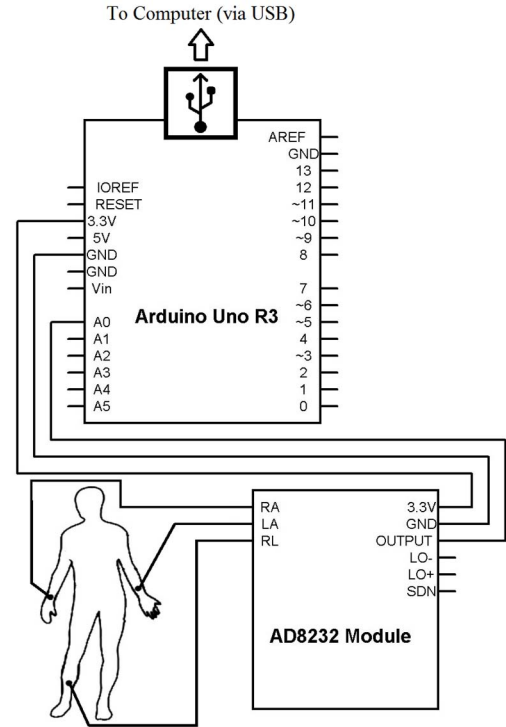 To Computer (via USB)
AREF
GND
13
12
~11
~10
~9
8
7
~6
~5
4
~3
2
1
0
IOREF
RESET
3.3V
5V
GND
GND
Vin
A0
A1
A2
A3
A4
A5
Arduino Uno R3
RA
LA
RL
3.3V
GND
OUTPUT
LO-
LO+
SDN
AD8232 Module